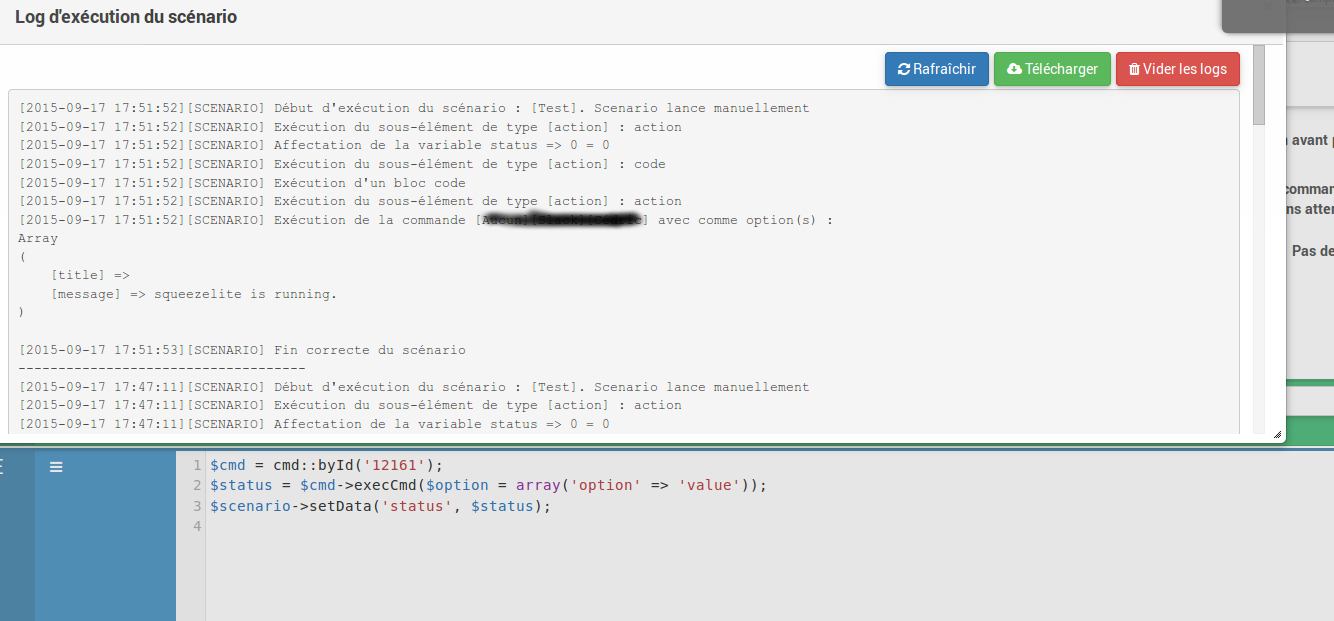 Log d'exécution du scénario
Rafraîchir Télécharger Vider les logs
[2015-09-17 17:51:52][SCENARIO] Début d'exécution du scénario : [Test]. Scenario lance manuellement
[2015-09-17 17:51:52][SCENARIO] Exécution du sous-élément de type [action] : action
[2015-09-17 17:51:52][SCENARIO] Affectation de la variable status => 0 = 0
[2015-09-17 17:51:52][SCENARIO] Exécution du sous-élément de type [action] : code
[2015-09-17 17:51:52][SCENARIO] Exécution d'un bloc code
[2015-09-17 17:51:52][SCENARIO] Exécution du sous-élément de type [action] : action
[2015-09-17 17:51:52][SCENARIO] Exécution de la commande [ ] avec comme option(s) :
Array
(
[title] =>
[message] => squeezelite is running.
)
[2015-09-17 17:51:53][SCENARIO] Fin correcte du scénario
------------------------------------
[2015-09-17 17:47:11][SCENARIO] Début d'exécution du scénario : [Test]. Scenario lance manuellement
[2015-09-17 17:47:11][SCENARIO] Exécution du sous-élément de type [action] : action
[2015-09-17 17:47:11][SCENARIO] Affectation de la variable status => 0 = 0
avant
Pas de
1 $cmd = cmd::byId('12161');
2 $status = $cmd->execCmd($option = array('option' => 'value'));
3 $scenario->setData('status', $status);
4